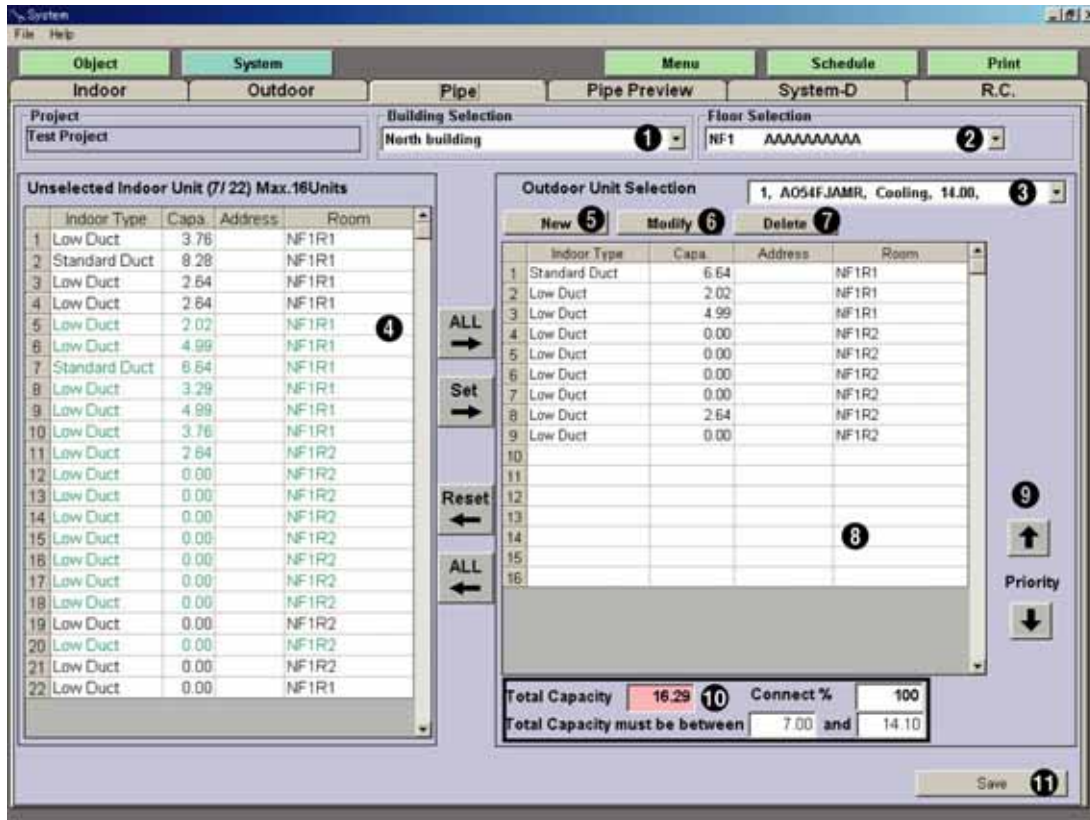 System
File Help
Object System Menu Schedule Print
Indoor Outdoor Pipe Pipe Preview System-D R.C.
Project Building Selection Floor Selection
Test Project North building 1 NF1 AAAAAAAAAA 2
Unselected Indoor Unit (7/ 22) Max.16Units
Indoor Type Capa. Address Room
1 Low Duct 3.76 NF1R1
2 Standard Duct 8.28 NF1R1
3 Low Duct 2.64 NF1R1
4 Low Duct 2.64 NF1R1
5 Low Duct 2.02 NF1R1
6 Low Duct 4.99 NF1R1
7 Standard Duct 6.64 NF1R1
8 Low Duct 3.29 NF1R1
9 Low Duct 4.99 NF1R1
10 Low Duct 3.76 NF1R1
11 Low Duct 2.64 NF1R2
12 Low Duct 0.00 NF1R2
13 Low Duct 0.00 NF1R2
14 Low Duct 0.00 NF1R2
15 Low Duct 0.00 NF1R2
16 Low Duct 0.00 NF1R2
17 Low Duct 0.00 NF1R2
18 Low Duct 0.00 NF1R2
19 Low Duct 0.00 NF1R2
20 Low Duct 0.00 NF1R2
21 Low Duct 0.00 NF1R2
22 Low Duct 0.00 NF1R1
4
ALL
Set
Reset
ALL
Outdoor Unit Selection 1, AO54FJAMR, Cooling, 14.00, 3
New 5 Modify 6 Delete 7
Indoor Type Capa. Address Room
1 Standard Duct 6.64 NF1R1
2 Low Duct 2.02 NF1R1
3 Low Duct 4.99 NF1R1
4 Low Duct 0.00 NF1R2
5 Low Duct 0.00 NF1R2
6 Low Duct 0.00 NF1R2
7 Low Duct 0.00 NF1R2
8 Low Duct 2.64 NF1R2
9 Low Duct 0.00 NF1R2
10
11
12
13
14 8
15
16
9
Priority
Total Capacity 16.29 10 Connect % 100
Total Capacity must be between 7.00 and 14.10
Save 11